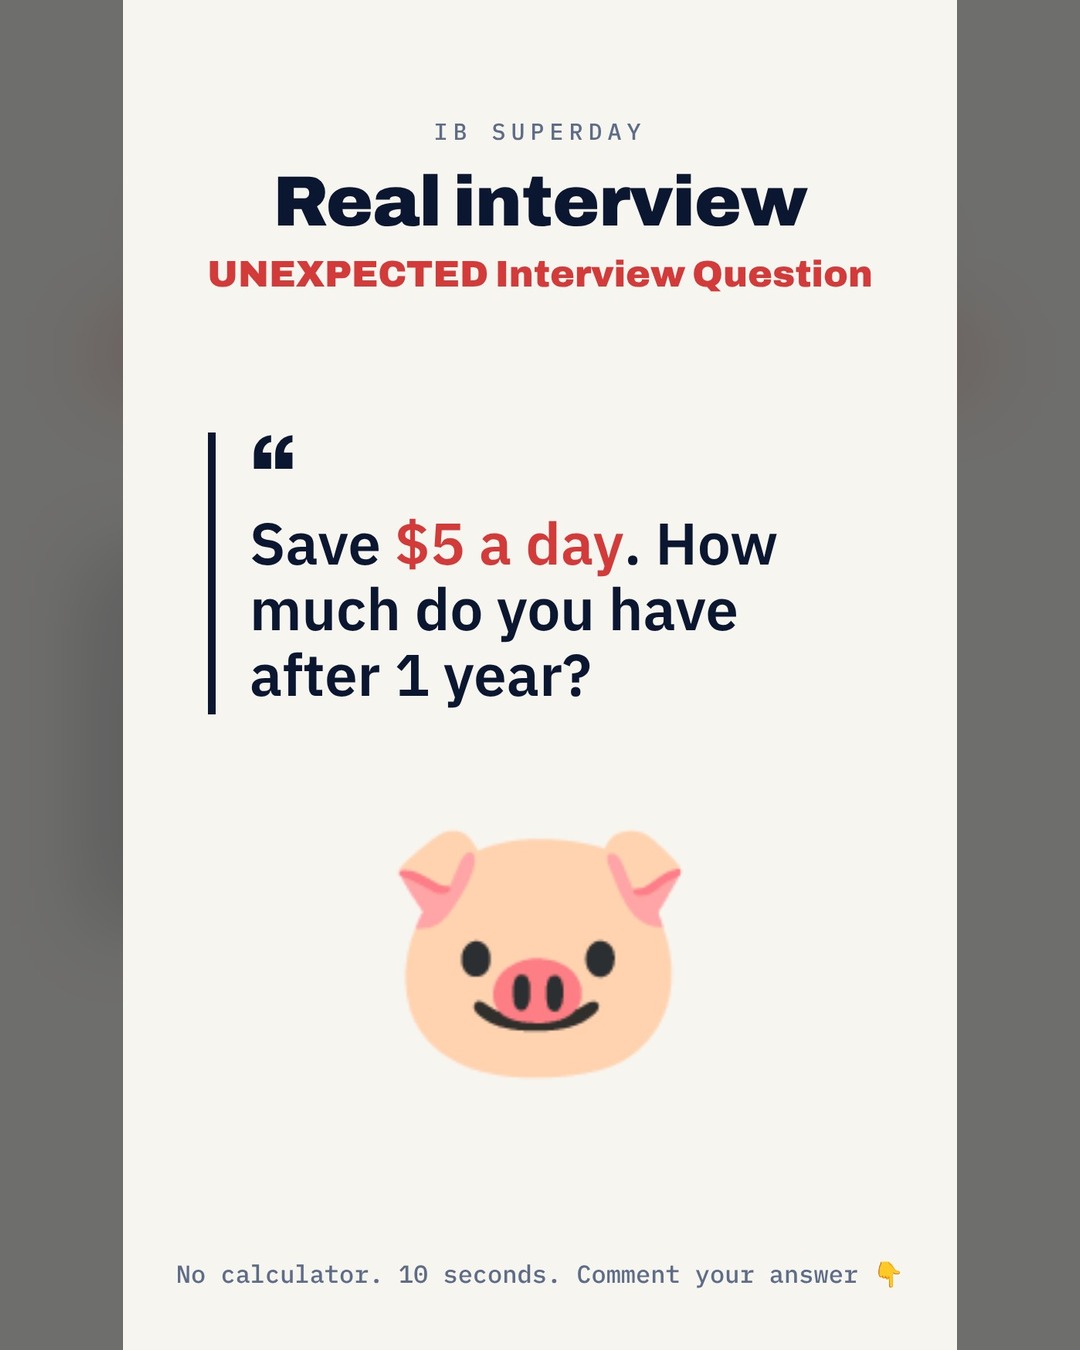 IB SUPERDAY
Real interview
UNEXPECTED Interview Question
“
Save $5 a day. How
much do you have
after 1 year?
No calculator. 10 seconds. Comment your answer 👇